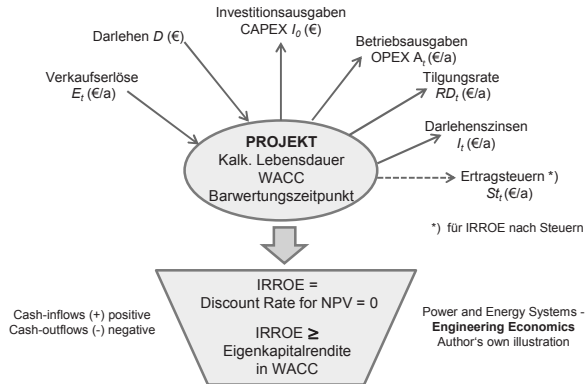 Investitionsausgaben
CAPEX I₀ (€)
Darlehen D (€)
Betriebsausgaben
OPEX Aₜ (€/a)
Verkaufserlöse
Eₜ (€/a)
Tilgungsrate
RDₜ (€/a)
PROJEKT
Kalk. Lebensdauer
WACC
Barwertungszeitpunkt
Darlehenszinsen
Iₜ (€/a)
Ertragsteuern *)
Stₜ (€/a)
*) für IRROE nach Steuern
IRROE =
Discount Rate for NPV = 0
IRROE ≥
Eigenkapitalrendite
in WACC
Cash-inflows (+) positive
Cash-outflows (-) negative
Power and Energy Systems -
Engineering Economics
Author's own illustration